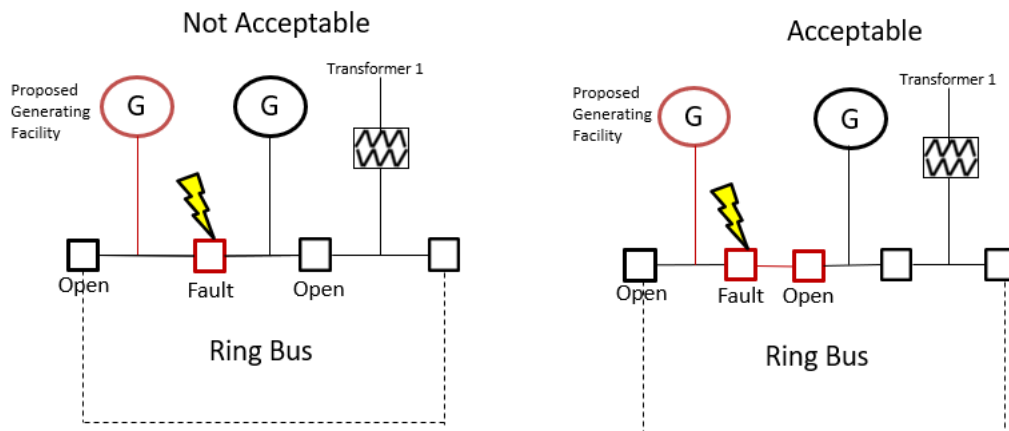 Not Acceptable
Proposed
Generating
Facility
G
G
Transformer 1
Open
Fault
Open
Ring Bus
Acceptable
Proposed
Generating
Facility
G
G
Transformer 1
Open
Fault
Open
Ring Bus